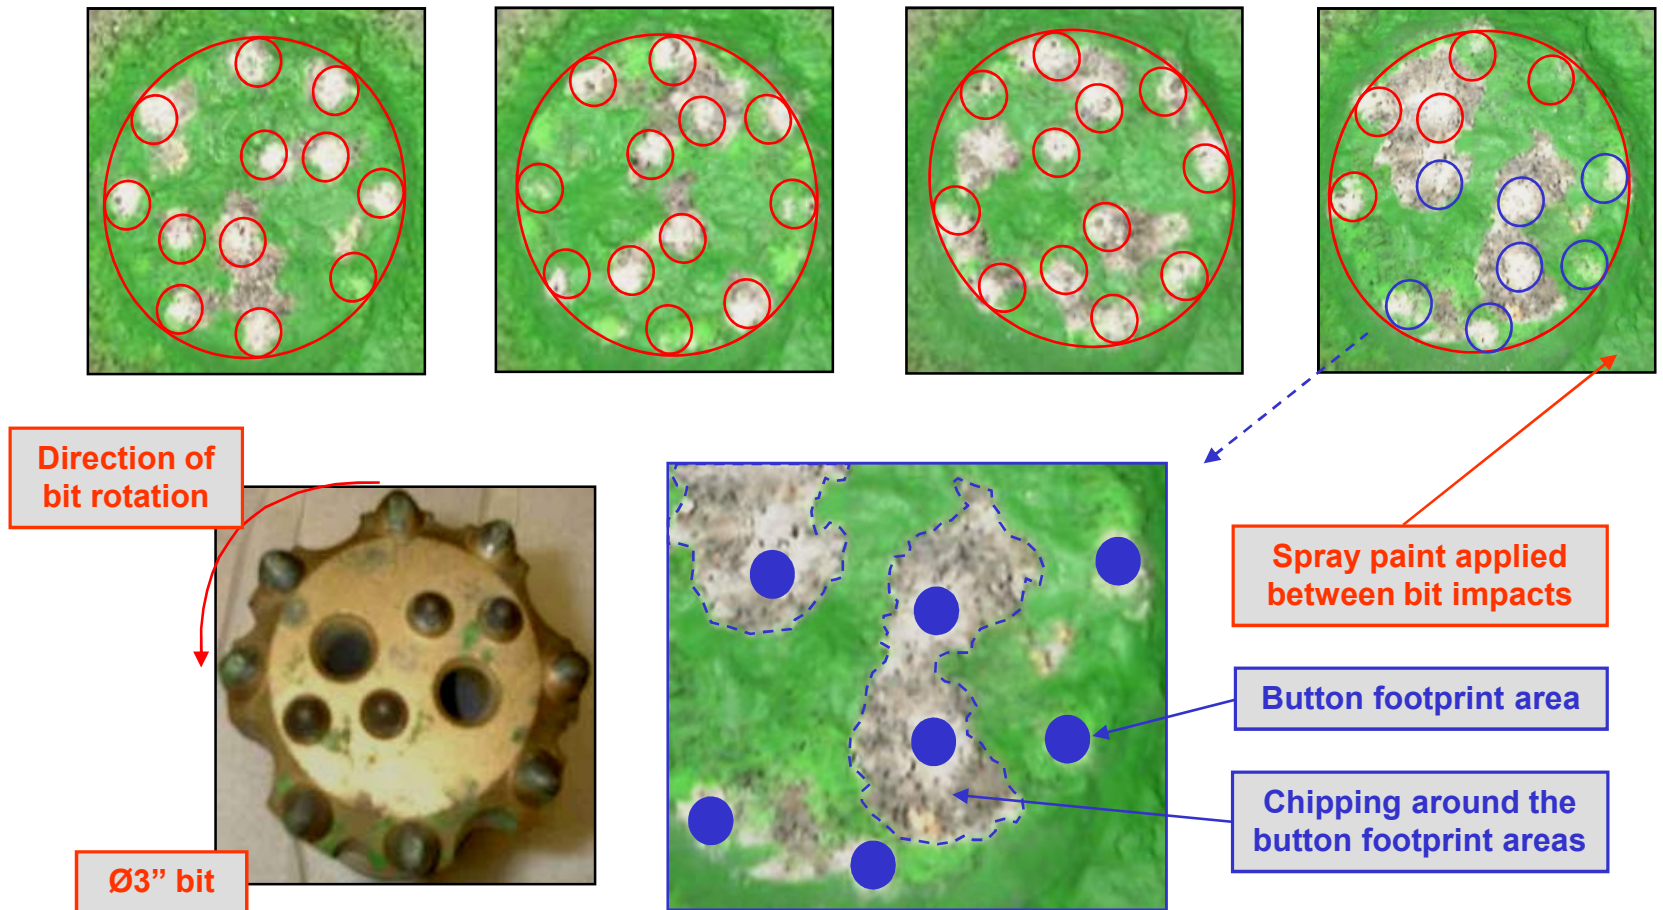 Direction of
bit rotation
Spray paint applied
between bit impacts
Button footprint area
Chipping around the
button footprint areas
Ø3” bit